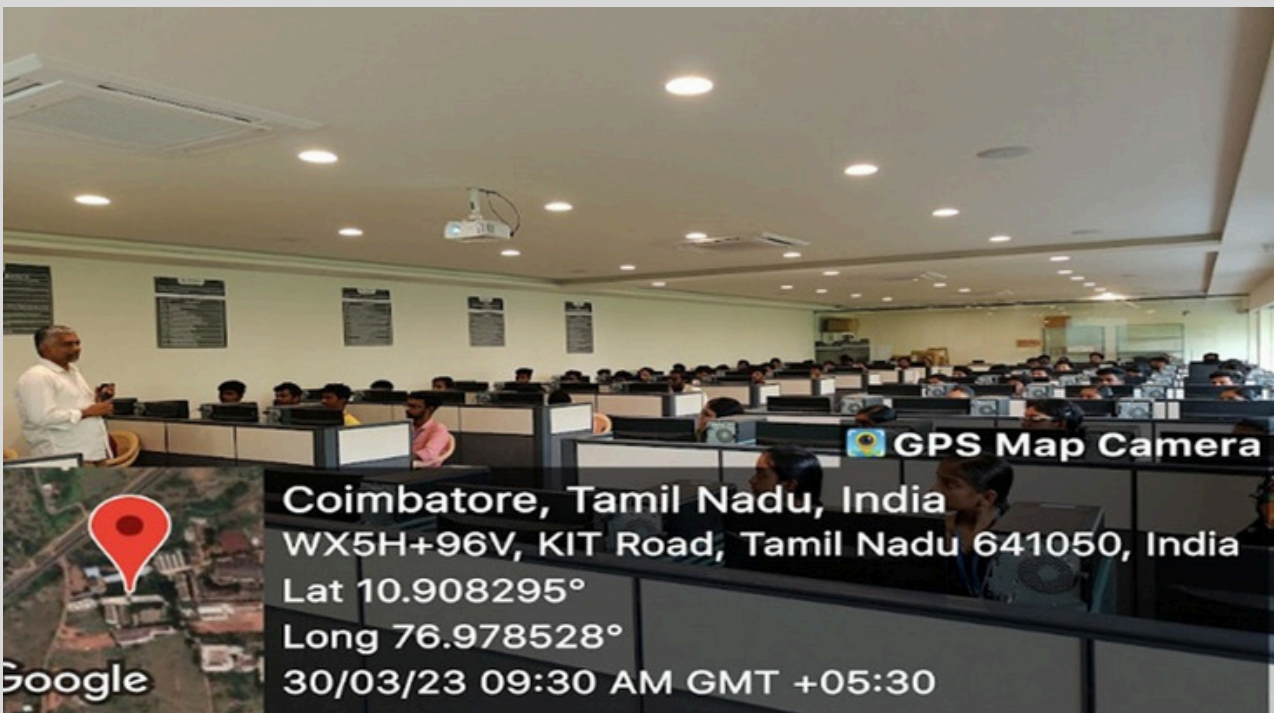 GPS Map Camera
Coimbatore, Tamil Nadu, India
WX5H+96V, KIT Road, Tamil Nadu 641050, India
Lat 10.908295°
Long 76.978528°
30/03/23 09:30 AM GMT +05:30
Google